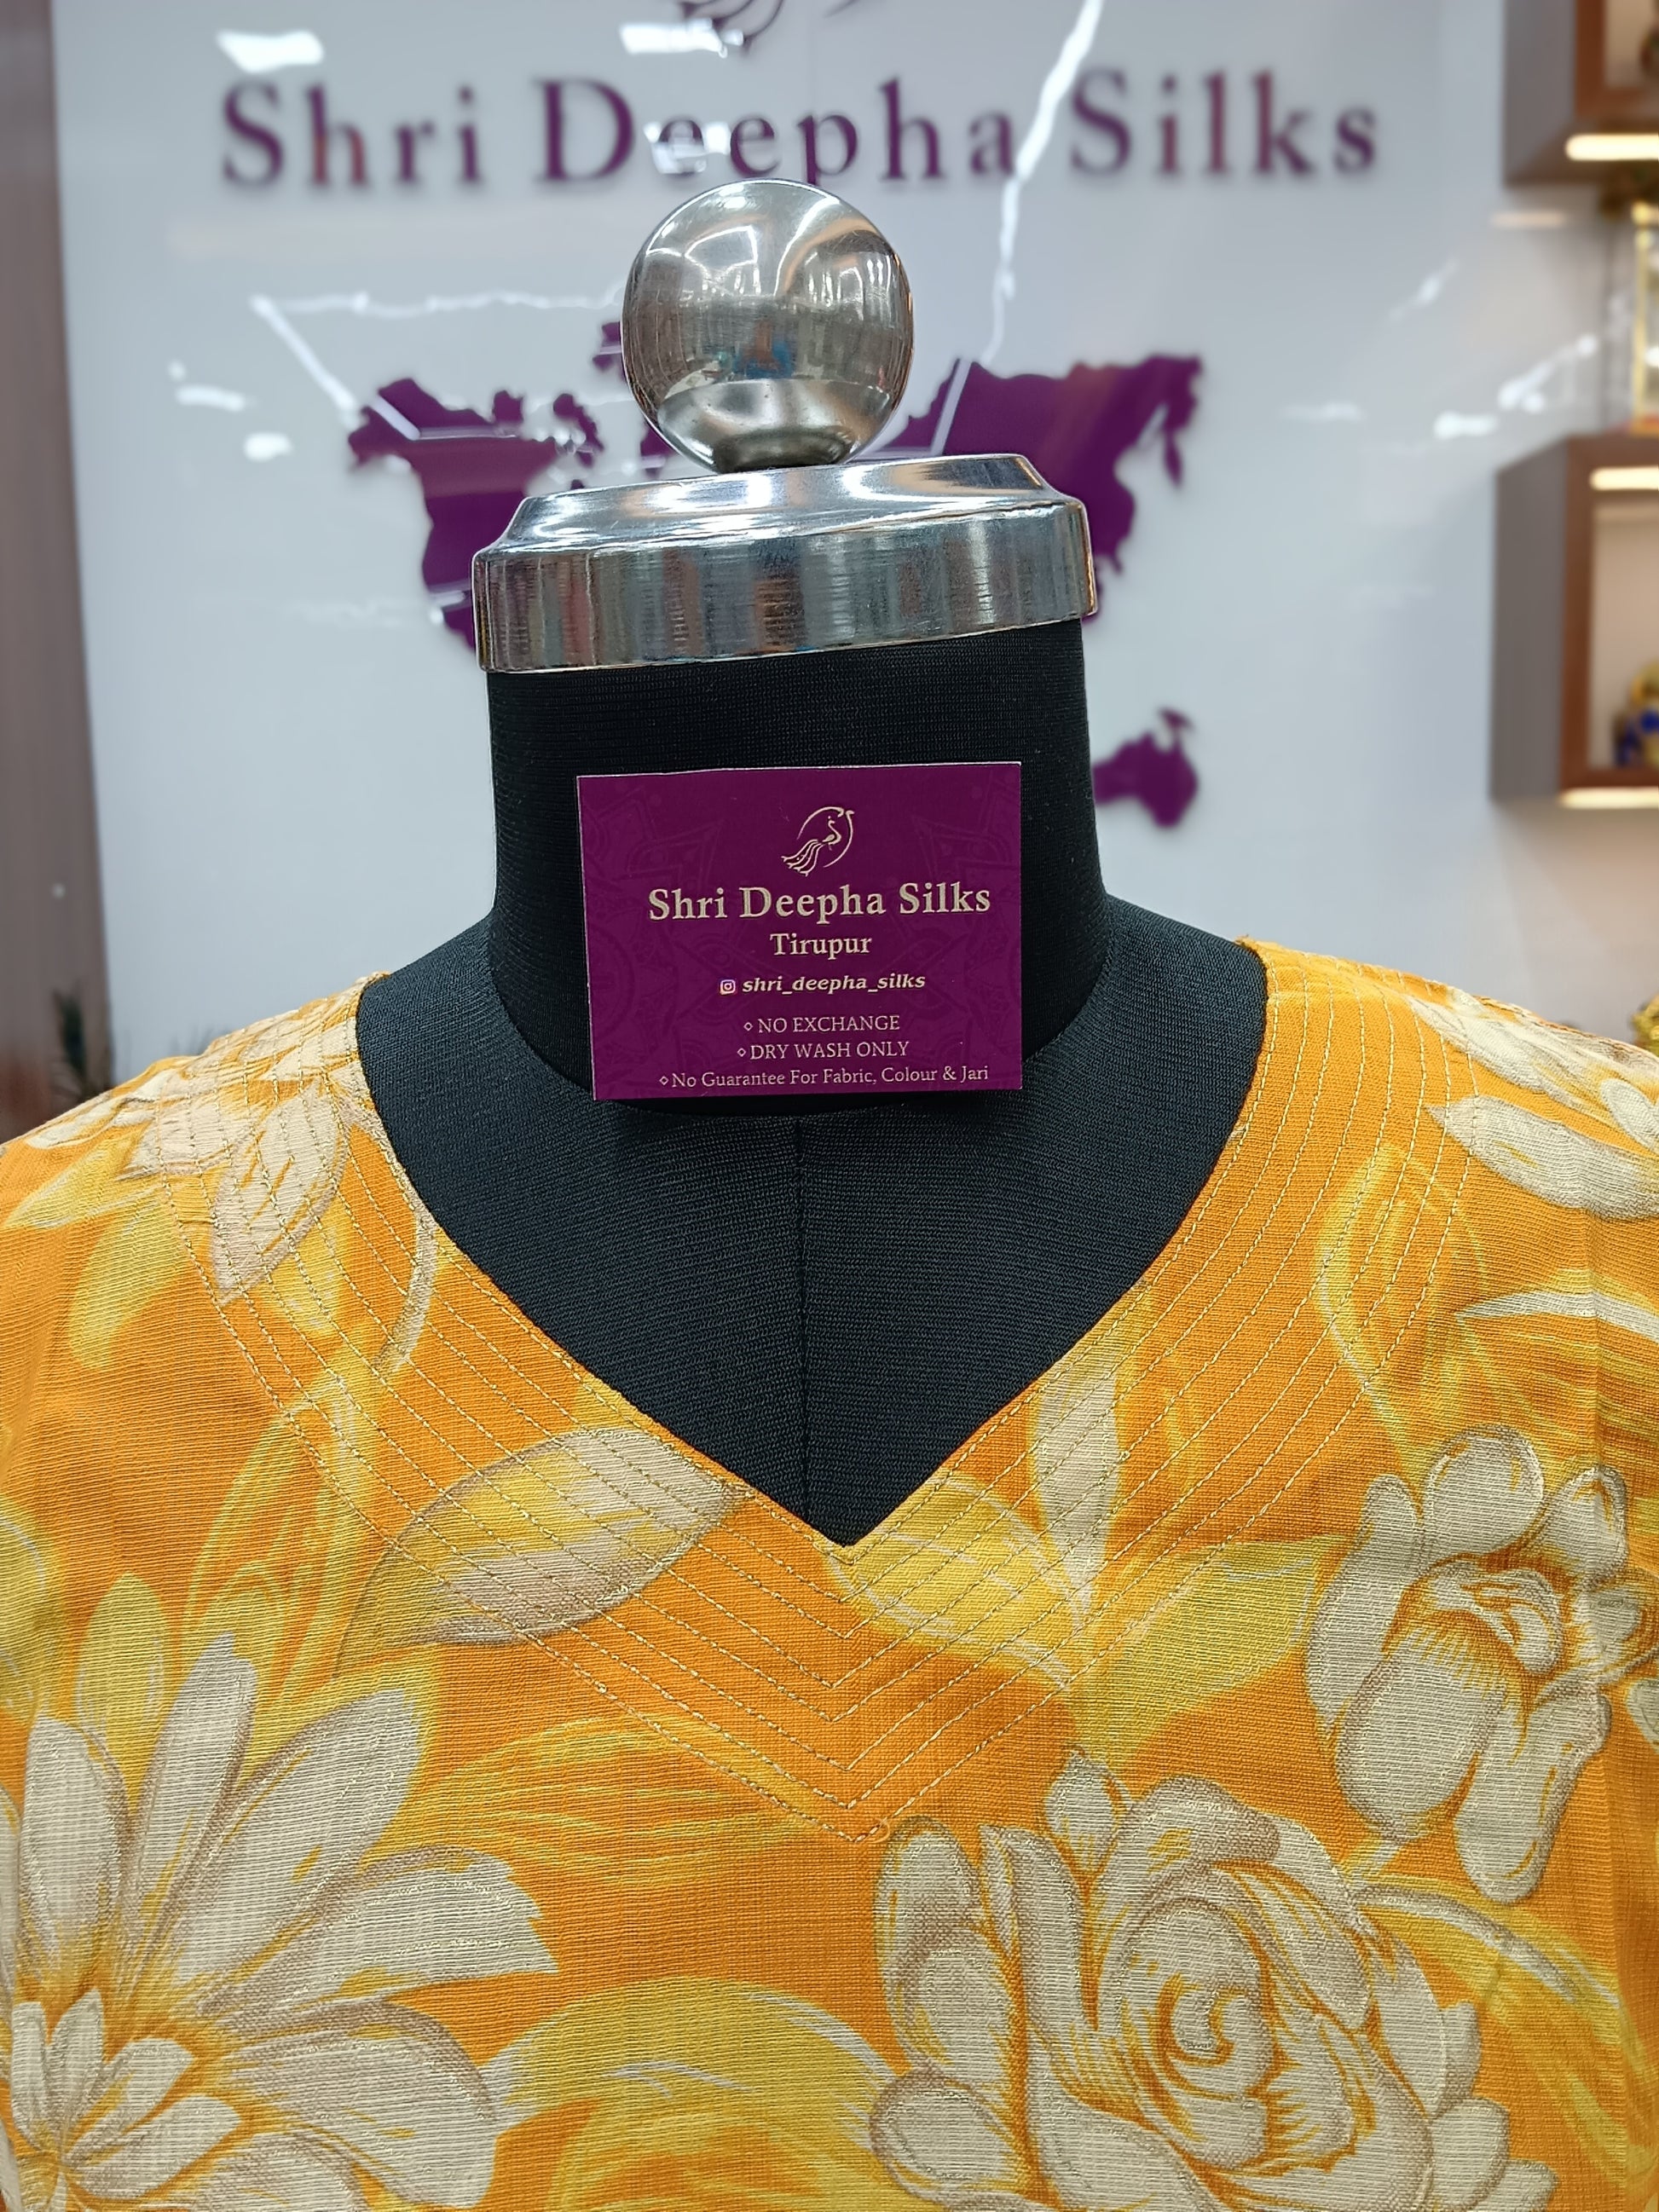 Shri Deepha Silks
Shri Deepha Silks
Tirupur
shri_deepha_silks
⋄ NO EXCHANGE
⋄ DRY WASH ONLY
⋄ No Guarantee For Fabric, Colour & Jari